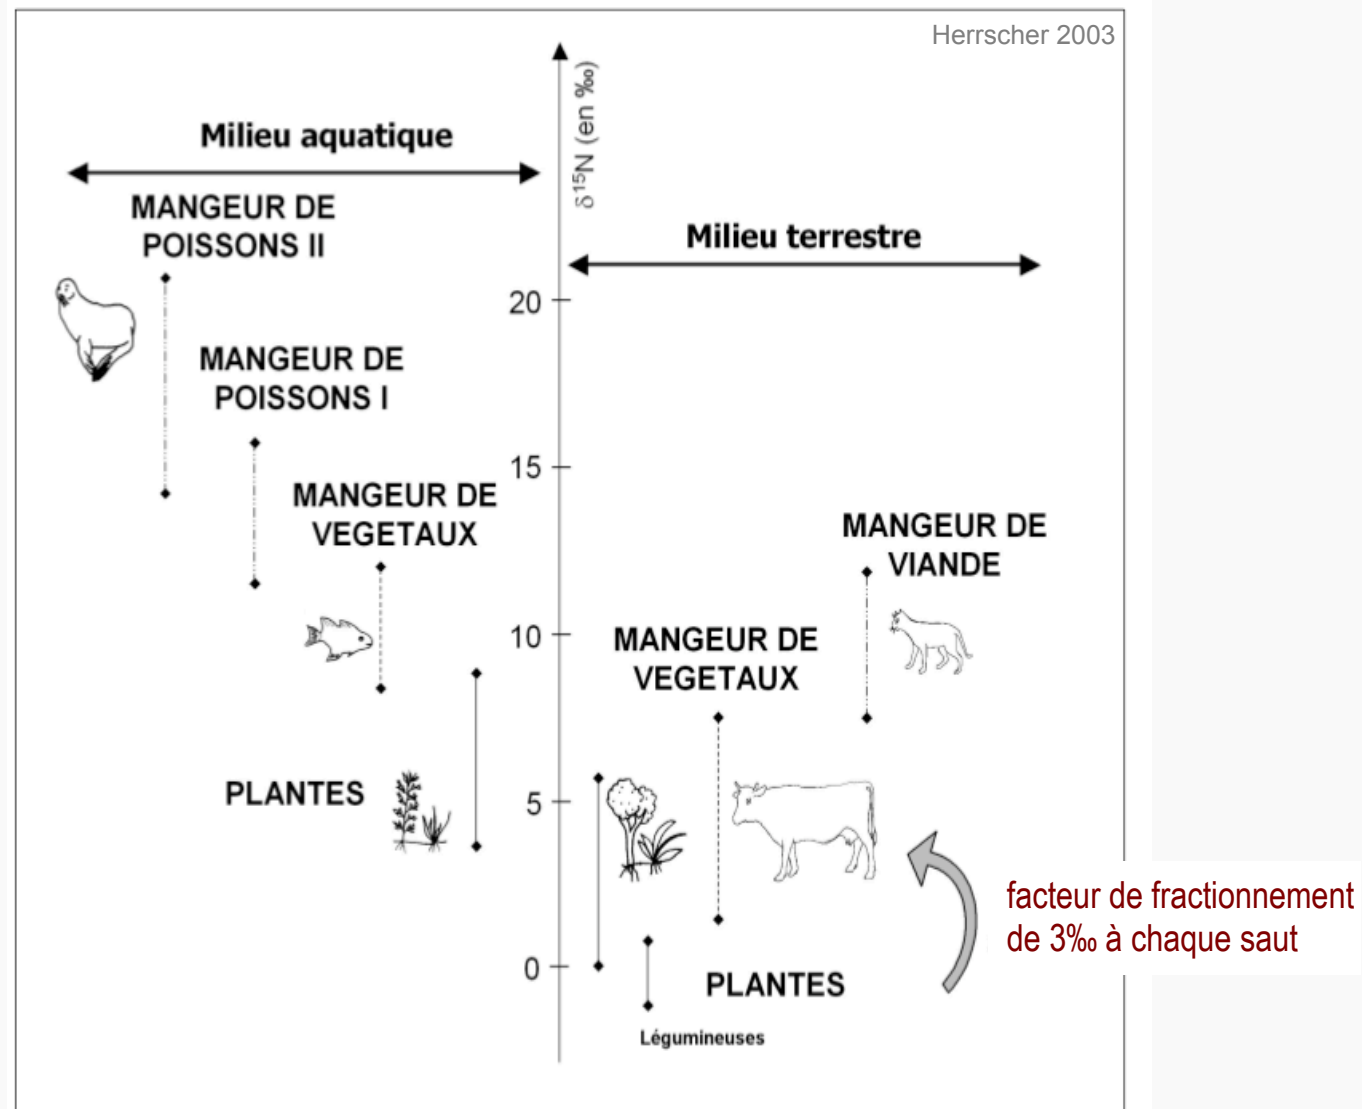 Herrscher 2003
δ¹⁵N (en ‰)
Milieu aquatique
MANGEUR DE
POISSONS II
Milieu terrestre
20
MANGEUR DE
POISSONS I
15
MANGEUR DE
VEGETAUX
MANGEUR DE
VIANDE
10
MANGEUR DE
VEGETAUX
PLANTES
5
facteur de fractionnement
de 3‰ à chaque saut
0
PLANTES
Légumineuses